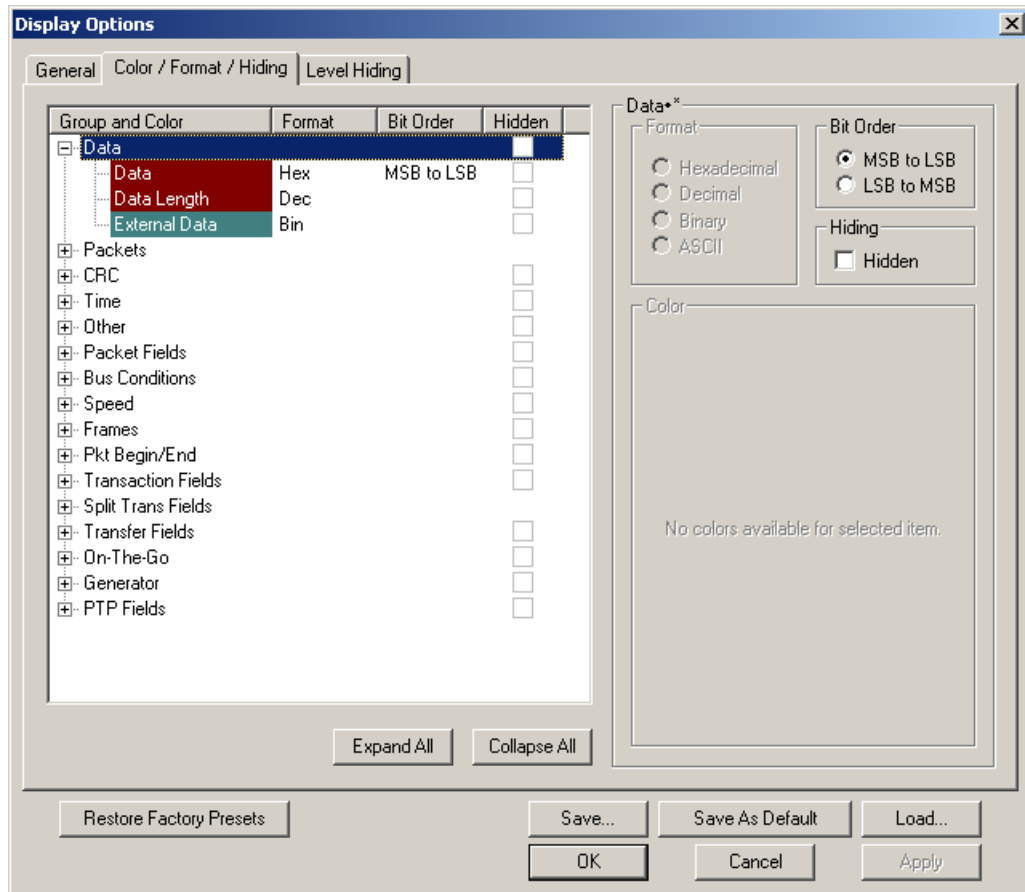 Display Options
General Color / Format / Hiding Level Hiding
Group and Color Format Bit Order Hidden
Data
Data Hex MSB to LSB
Data Length Dec
External Data Bin
Packets
CRC
Time
Other
Packet Fields
Bus Conditions
Speed
Frames
Pkt Begin/End
Transaction Fields
Split Trans Fields
Transfer Fields
On-The-Go
Generator
PTP Fields
Expand All Collapse All
Data•"
Format
Hexadecimal
Decimal
Binary
ASCII
Bit Order
MSB to LSB
LSB to MSB
Hiding
Hidden
Color
No colors available for selected item.
Restore Factory Presets Save... Save As Default Load...
OK Cancel Apply